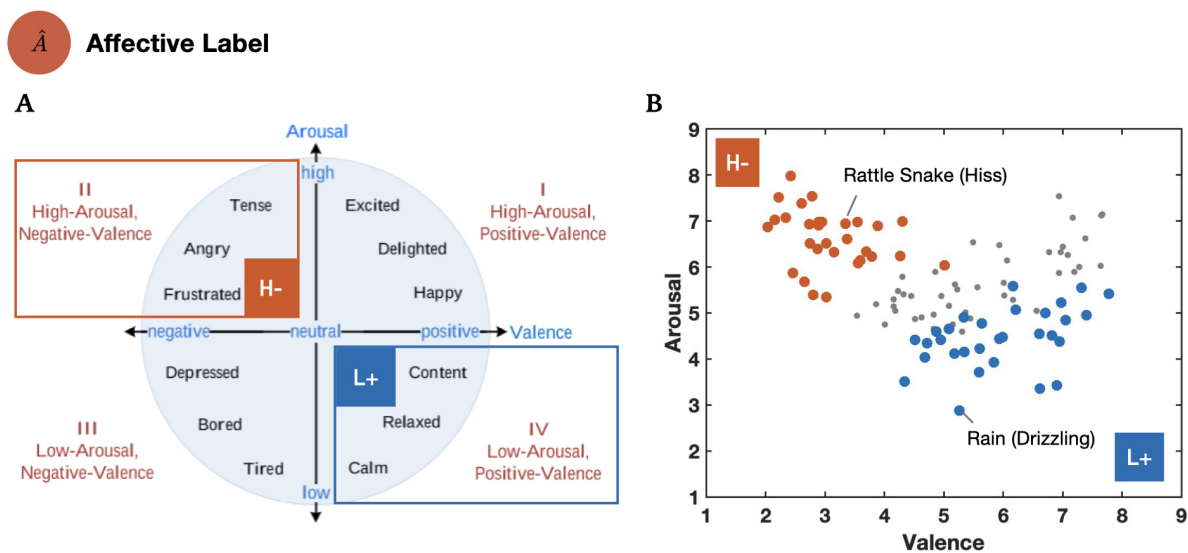 Â
Affective Label
A
Arousal
high
II
High-Arousal,
Negative-Valence
Tense
Excited
I
High-Arousal,
Positive-Valence
Angry
Delighted
Frustrated
H-
Happy
negative
neutral
positive
Valence
Depressed
L+
Content
Bored
Relaxed
III
Low-Arousal,
Negative-Valence
IV
Low-Arousal,
Positive-Valence
Tired
Calm
low
B
9
8
7
6
5
4
3
2
1
Arousal
H-
Rattle Snake (Hiss)
Rain (Drizzling)
L+
1 2 3 4 5 6 7 8 9
Valence